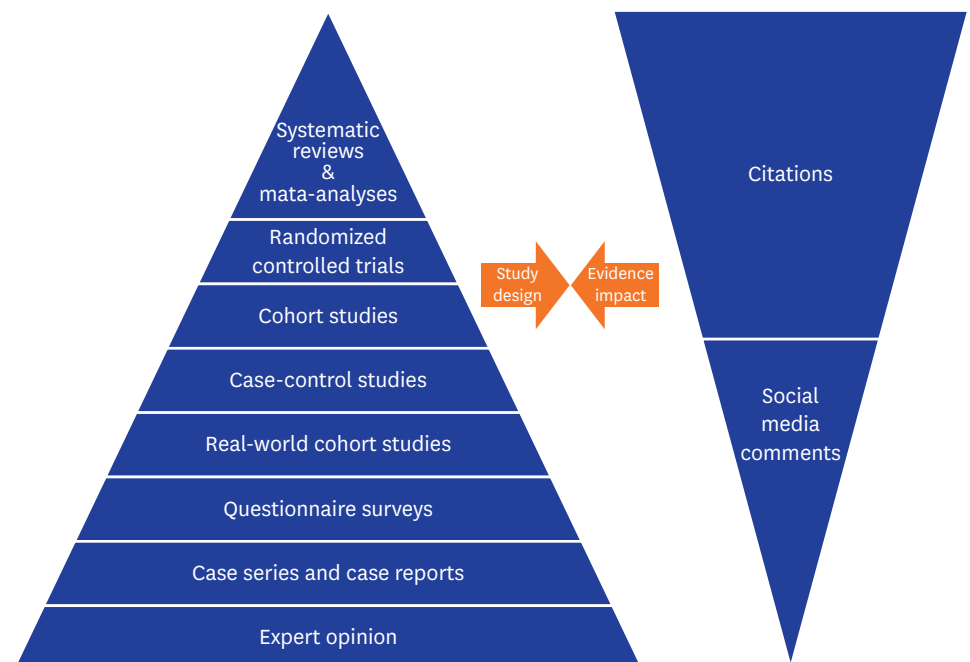 Systematic
reviews
&
mata-analyses
Randomized
controlled trials
Cohort studies
Case-control studies
Real-world cohort studies
Questionnaire surveys
Case series and case reports
Expert opinion
Study
design
Evidence
impact
Citations
Social
media
comments